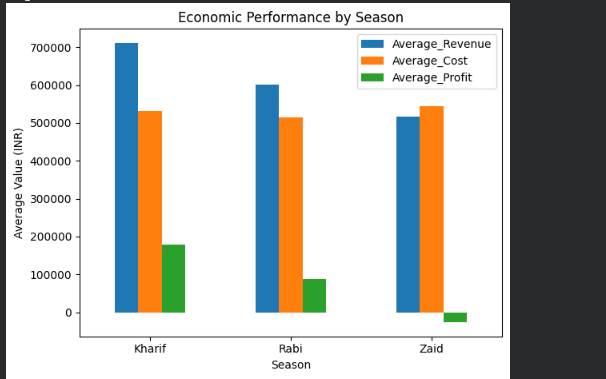 Economic Performance by Season
Average_Revenue
Average_Cost
Average_Profit
700000
600000
500000
400000
300000
200000
100000
0
Average Value (INR)
Kharif
Rabi
Zaid
Season